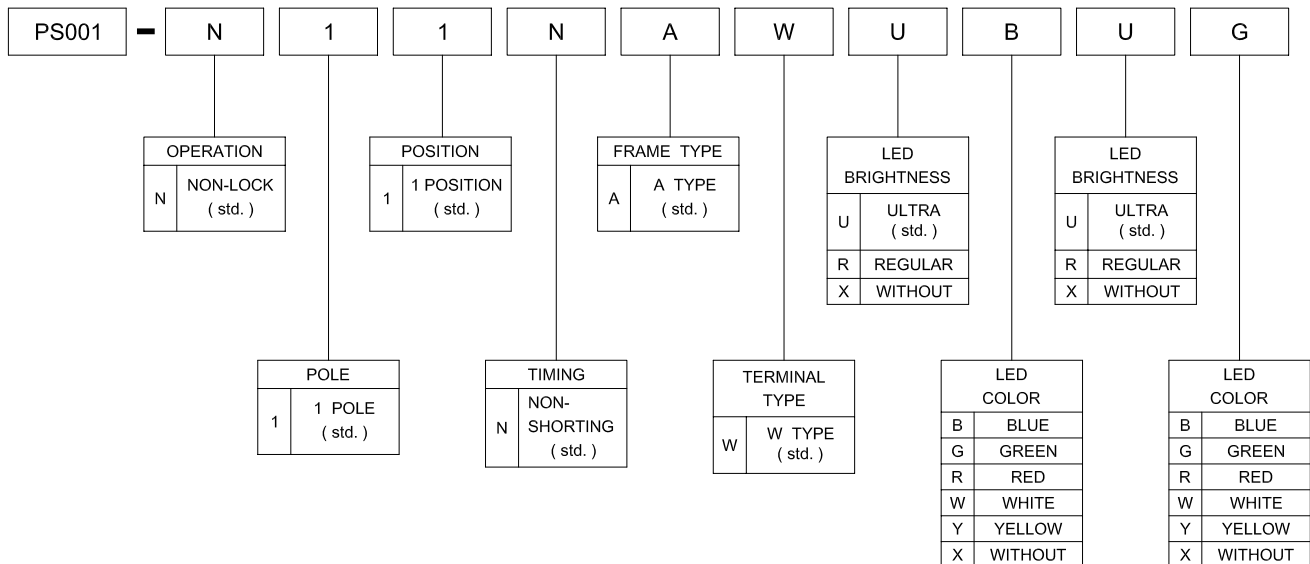 PS001 - N 1 1 N A W U B U G
OPERATION
N NON-LOCK
( std. )
POSITION
1 1 POSITION
( std. )
FRAME TYPE
A A TYPE
( std. )
LED
BRIGHTNESS
U ULTRA
( std. )
R REGULAR
X WITHOUT
LED
BRIGHTNESS
U ULTRA
( std. )
R REGULAR
X WITHOUT
POLE
1 1 POLE
( std. )
TIMING
N NON-
SHORTING
( std. )
TERMINAL
TYPE
W W TYPE
( std. )
LED
COLOR
B BLUE
G GREEN
R RED
W WHITE
Y YELLOW
X WITHOUT
LED
COLOR
B BLUE
G GREEN
R RED
W WHITE
Y YELLOW
X WITHOUT